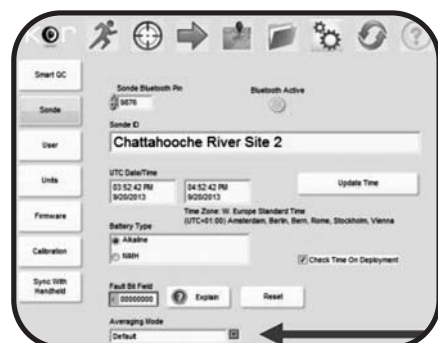 Kor
Smart QC
Sonde
User
Units
Firmware
Calibration
Sync With
Handheld
Sonde Bluetooth Pin
9876
Bluetooth Active
Sonde ID
Chattahooche River Site 2
UTC Date/Time
03:52:42 PM
9/20/2013
04:52:42 PM
9/20/2013
Update Time
Time Zone: W. Europe Standard Time
(UTC+01:00) Amsterdam, Berlin, Bern, Rome, Stockholm, Vienna
Battery Type
Alkaline
NiMH
Check Time On Deployment
Fault Bit Field
x 00000000
? Explain
Reset
Averaging Mode
Default